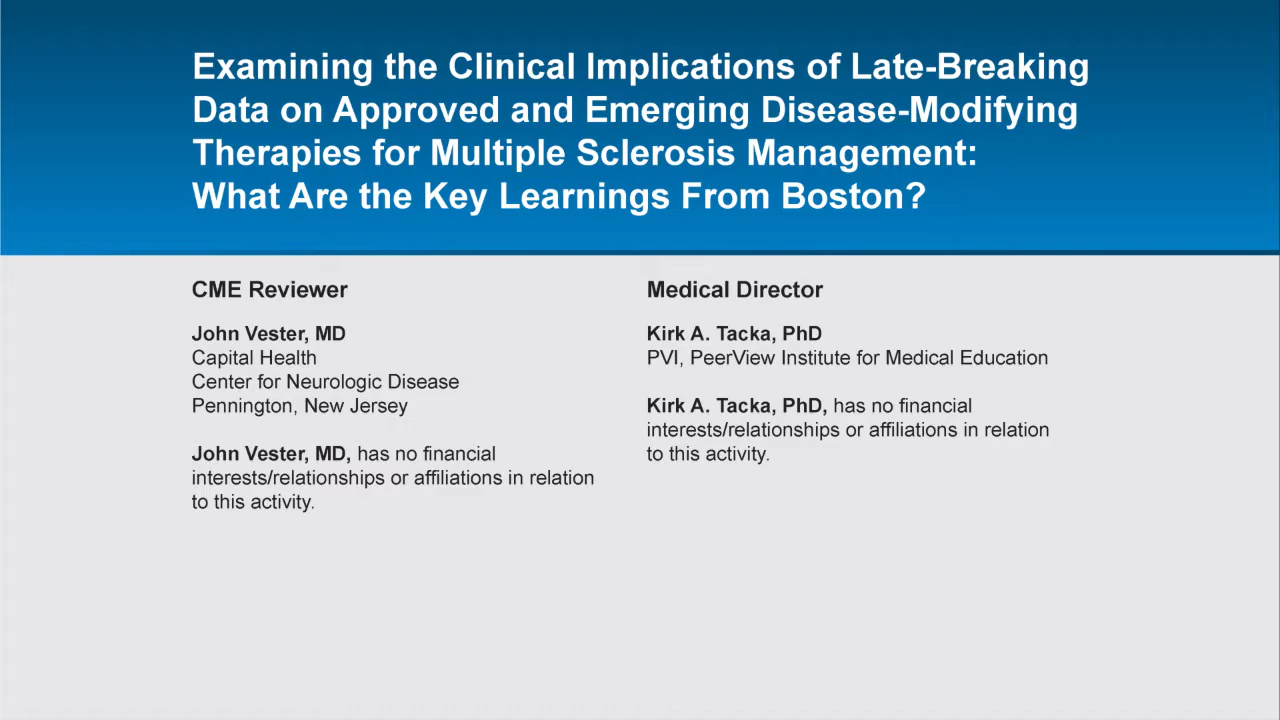 Examining the Clinical Implications of Late-Breaking
Data on Approved and Emerging Disease-Modifying
Therapies for Multiple Sclerosis Management:
What Are the Key Learnings From Boston?
CME Reviewer
John Vester, MD
Capital Health
Center for Neurologic Disease
Pennington, New Jersey
John Vester, MD, has no financial
interests/relationships or affiliations in relation
to this activity.
Medical Director
Kirk A. Tacka, PhD
PVI, PeerView Institute for Medical Education
Kirk A. Tacka, PhD, has no financial
interests/relationships or affiliations in relation
to this activity.